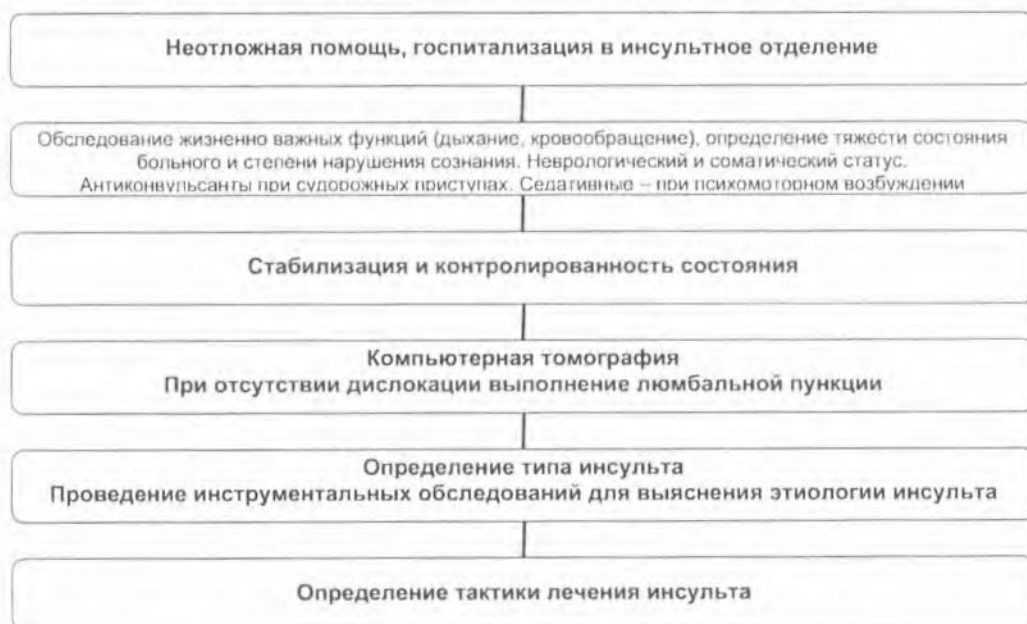 Неотложная помощь, госпитализация в инсультное отделение
Обследование жизненно важных функций (дыхание, кровообращение), определение тяжести состояния
больного и степени нарушения сознания. Неврологический и соматический статус.
Антиконвульсанты при судорожных приступах. Седативные – при психомоторном возбуждении
Стабилизация и контролированность состояния
Компьютерная томография
При отсутствии дислокации выполнение люмбальной пункции
Определение типа инсульта
Проведение инструментальных обследований для выяснения этиологии инсульта
Определение тактики лечения инсульта